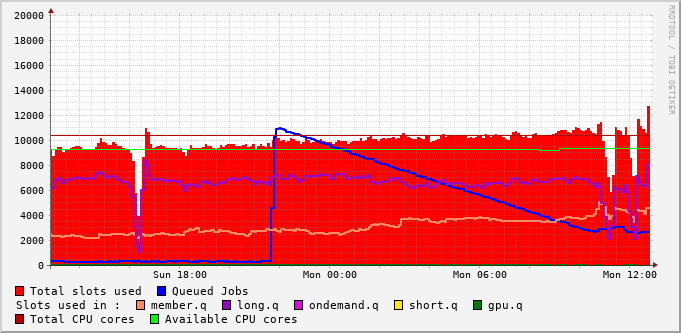 20000
18000
16000
14000
12000
10000
8000
6000
4000
2000
0
Sun 18:00 Mon 00:00 Mon 06:00 Mon 12:00
Total slots used Queued Jobs
Slots used in : member.q long.q ondemand.q short.q gpu.q
Total CPU cores Available CPU cores
RRDTOOL / TOBI OETIKER